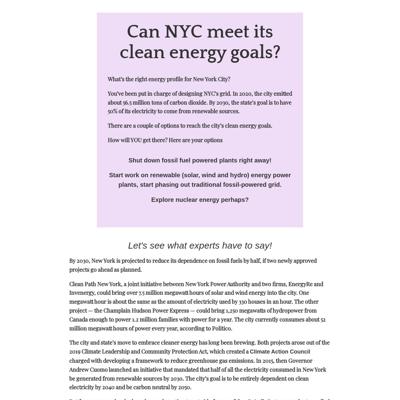 Can NYC meet its
clean energy goals?
What's the right energy profile for New York City?
You've been put in charge of designing NYC's grid. In 2020, the city emitted
about 56.5 million tons of carbon dioxide. By 2030, the state's goal is to have
50% of its electricity to come from renewable sources.
There are a couple of options to reach the city's clean energy goals.
How will YOU get there? Here are your options
Shut down fossil fuel powered plants right away!
Start work on renewable (solar, wind and hydro) energy power
plants, start phasing out traditional fossil-powered grid.
Explore nuclear energy perhaps?
Let's see what experts have to say!
By 2030, New York is projected to reduce its dependence on fossil fuels by half, if two newly approved
projects go ahead as planned.
Clean Path New York, a joint initiative between New York Power Authority and two firms, EnergyRe and
Invenergy, could bring over 7.5 million megawatt hours of solar and wind energy into the city. One
megawatt hour is about the same as the amount of electricity used by 330 houses in an hour. The other
project — the Champlain Hudson Power Express — could bring 1,250 megawatts of hydropower from
Canada enough to power 1.2 million families with power for a year. The city currently consumes about 52
million megawatt hours of power every year, according to Politico.
The city and state's move to embrace cleaner energy has long been brewing. Both projects arose out of the
2019 Climate Leadership and Community Protection Act, which created a Climate Action Council
charged with developing a framework to reduce greenhouse gas emissions. In 2015, then Governor
Andrew Cuomo launched an initiative that mandated that half of all the electricity consumed in New York
be generated from renewable sources by 2030. The city's goal is to be entirely dependent on clean
electricity by 2040 and be carbon neutral by 2050.